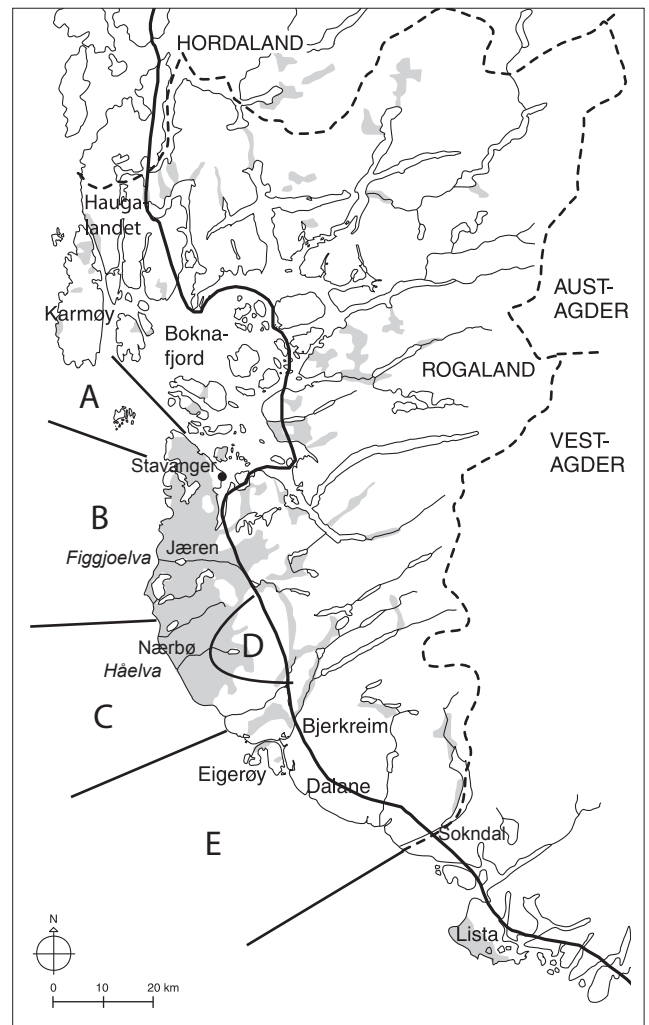 HORDALAND
Hauga-
landet
Karmøy
Bokna-
fjord
AUST-
AGDER
ROGALAND
A
VEST-
AGDER
Stavanger
B
Jæren
Figgjoelva
Nærbø
D
Håelva
C
Bjerkreim
Eigerøy
Dalane
E
Sokndal
Lista
N
0 10 20 km